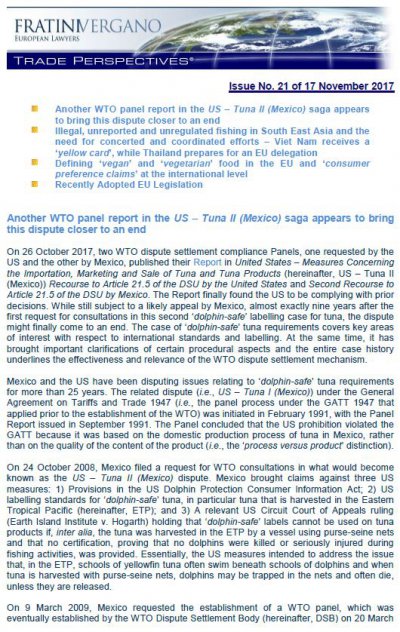 FRATINIVERGANO
EUROPEAN LAWYERS
TRADE PERSPECTIVES®
Issue No. 21 of 17 November 2017
Another WTO panel report in the US – Tuna II (Mexico) saga appears
to bring this dispute closer to an end
Illegal, unreported and unregulated fishing in South East Asia and the
need for concerted and coordinated efforts – Viet Nam receives a
‘yellow card’, while Thailand prepares for an EU delegation
Defining ‘vegan’ and ‘vegetarian’ food in the EU and ‘consumer
preference claims’ at the international level
Recently Adopted EU Legislation
Another WTO panel report in the US – Tuna II (Mexico) saga appears to bring
this dispute closer to an end
On 26 October 2017, two WTO dispute settlement compliance Panels, one requested by the
US and the other by Mexico, published their Report in United States – Measures Concerning
the Importation, Marketing and Sale of Tuna and Tuna Products (hereinafter, US – Tuna II
(Mexico)) Recourse to Article 21.5 of the DSU by the United States and Second Recourse to
Article 21.5 of the DSU by Mexico. The Report finally found the US to be complying with prior
decisions. While still subject to a likely appeal by Mexico, almost exactly nine years after the
first request for consultations in this second ‘dolphin-safe’ labelling case for tuna, the dispute
might finally come to an end. The case of ‘dolphin-safe’ tuna requirements covers key areas
of interest with respect to international standards and labelling. At the same time, it has
brought important clarifications of certain procedural aspects and the entire case history
underlines the effectiveness and relevance of the WTO dispute settlement mechanism.
Mexico and the US have been disputing issues relating to ‘dolphin-safe’ tuna requirements
for more than 25 years. The related dispute (i.e., US – Tuna I (Mexico)) under the General
Agreement on Tariffs and Trade 1947 (i.e., the panel process under the GATT 1947 that
applied prior to the establishment of the WTO) was initiated in February 1991, with the Panel
Report issued in September 1991. The Panel concluded that the US prohibition violated the
GATT because it was based on the domestic production process of tuna in Mexico, rather
than on the quality of the content of the product (i.e., the ‘process versus product’ distinction).
On 24 October 2008, Mexico filed a request for WTO consultations in what would become
known as the US – Tuna II (Mexico) dispute. Mexico brought claims against three US
measures: 1) Provisions in the US Dolphin Protection Consumer Information Act; 2) US
labelling standards for ‘dolphin-safe’ tuna, in particular tuna that is harvested in the Eastern
Tropical Pacific (hereinafter, ETP); and 3) A relevant US Circuit Court of Appeals ruling
(Earth Island Institute v. Hogarth) holding that ‘dolphin-safe’ labels cannot be used on tuna
products if, inter alia, the tuna was harvested in the ETP by a vessel using purse-seine nets
and that no certification, proving that no dolphins were killed or seriously injured during
fishing activities, was provided. Essentially, the US measures intended to address the issue
that, in the ETP, schools of yellowfin tuna often swim beneath schools of dolphins and when
tuna is harvested with purse-seine nets, dolphins may be trapped in the nets and often die,
unless they are released.
On 9 March 2009, Mexico requested the establishment of a WTO panel, which was
eventually established by the WTO Dispute Settlement Body (hereinafter, DSB) on 20 March